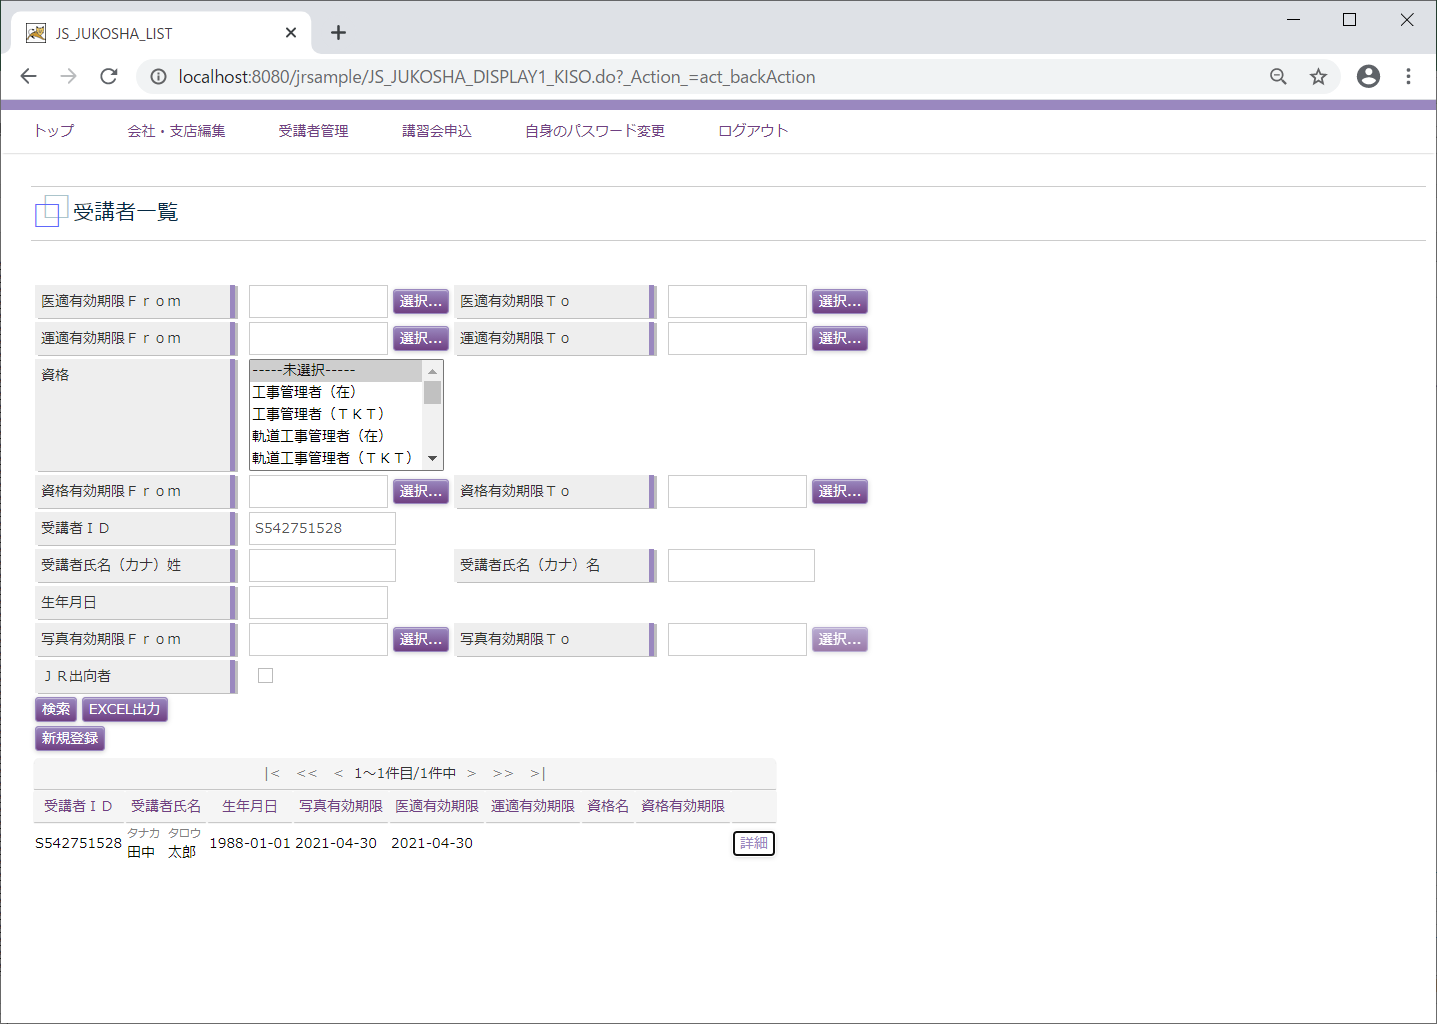 JS_JUKOSHA_LIST
localhost:8080/jrsample/JS_JUKOSHA_DISPLAY1_KISO.do?_Action_=act_backAction
トップ 会社・支店編集 受講者管理 講習会申込 自身のパスワード変更 ログアウト
受講者一覧
医適有効期限Ｆｒｏｍ 選択... 医適有効期限Ｔｏ 選択...
運適有効期限Ｆｒｏｍ 選択... 運適有効期限Ｔｏ 選択...
資格 -----未選択-----
工事管理者（在）
工事管理者（ＴＫＴ）
軌道工事管理者（在）
軌道工事管理者（ＴＫＴ）
資格有効期限Ｆｒｏｍ 選択... 資格有効期限Ｔｏ 選択...
受講者ＩＤ S542751528
受講者氏名（カナ）姓 受講者氏名（カナ）名
生年月日
写真有効期限Ｆｒｏｍ 選択... 写真有効期限Ｔｏ 選択...
ＪＲ出向者
検索 EXCEL出力
新規登録
|< << < 1～1件目/1件中 > >> >|
受講者ＩＤ 受講者氏名 生年月日 写真有効期限 医適有効期限 運適有効期限 資格名 資格有効期限
タナカ タロウ
S542751528 田中 太郎 1988-01-01 2021-04-30 2021-04-30 詳細